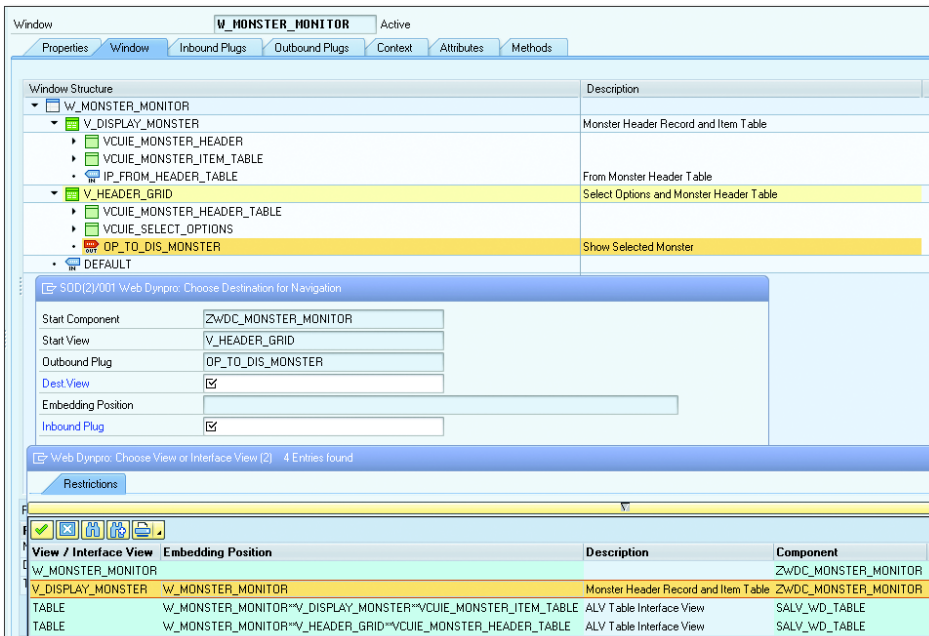 Window W_MONSTER_MONITOR Active
Properties Window Inbound Plugs Outbound Plugs Context Attributes Methods
Window Structure Description
W_MONSTER_MONITOR
V_DISPLAY_MONSTER Monster Header Record and Item Table
VCUIE_MONSTER_HEADER
VCUIE_MONSTER_ITEM_TABLE
IP_FROM_HEADER_TABLE From Monster Header Table
V_HEADER_GRID Select Options and Monster Header Table
VCUIE_MONSTER_HEADER_TABLE
VCUIE_SELECT_OPTIONS
OUT OP_TO_DIS_MONSTER Show Selected Monster
IN DEFAULT
SOD(2)/001 Web Dynpro: Choose Destination for Navigation
Start Component ZWDC_MONSTER_MONITOR
Start View V_HEADER_GRID
Outbound Plug OP_TO_DIS_MONSTER
Dest.View
Embedding Position
Inbound Plug
Web Dynpro: Choose View or Interface View (2) 4 Entries found
Restrictions
View / Interface View Embedding Position Description Component
W_MONSTER_MONITOR ZWDC_MONSTER_MONITOR
V_DISPLAY_MONSTER W_MONSTER_MONITOR Monster Header Record and Item Table ZWDC_MONSTER_MONITOR
TABLE W_MONSTER_MONITOR**V_DISPLAY_MONSTER**VCUIE_MONSTER_ITEM_TABLE ALV Table Interface View SALV_WD_TABLE
TABLE W_MONSTER_MONITOR**V_HEADER_GRID**VCUIE_MONSTER_HEADER_TABLE ALV Table Interface View SALV_WD_TABLE